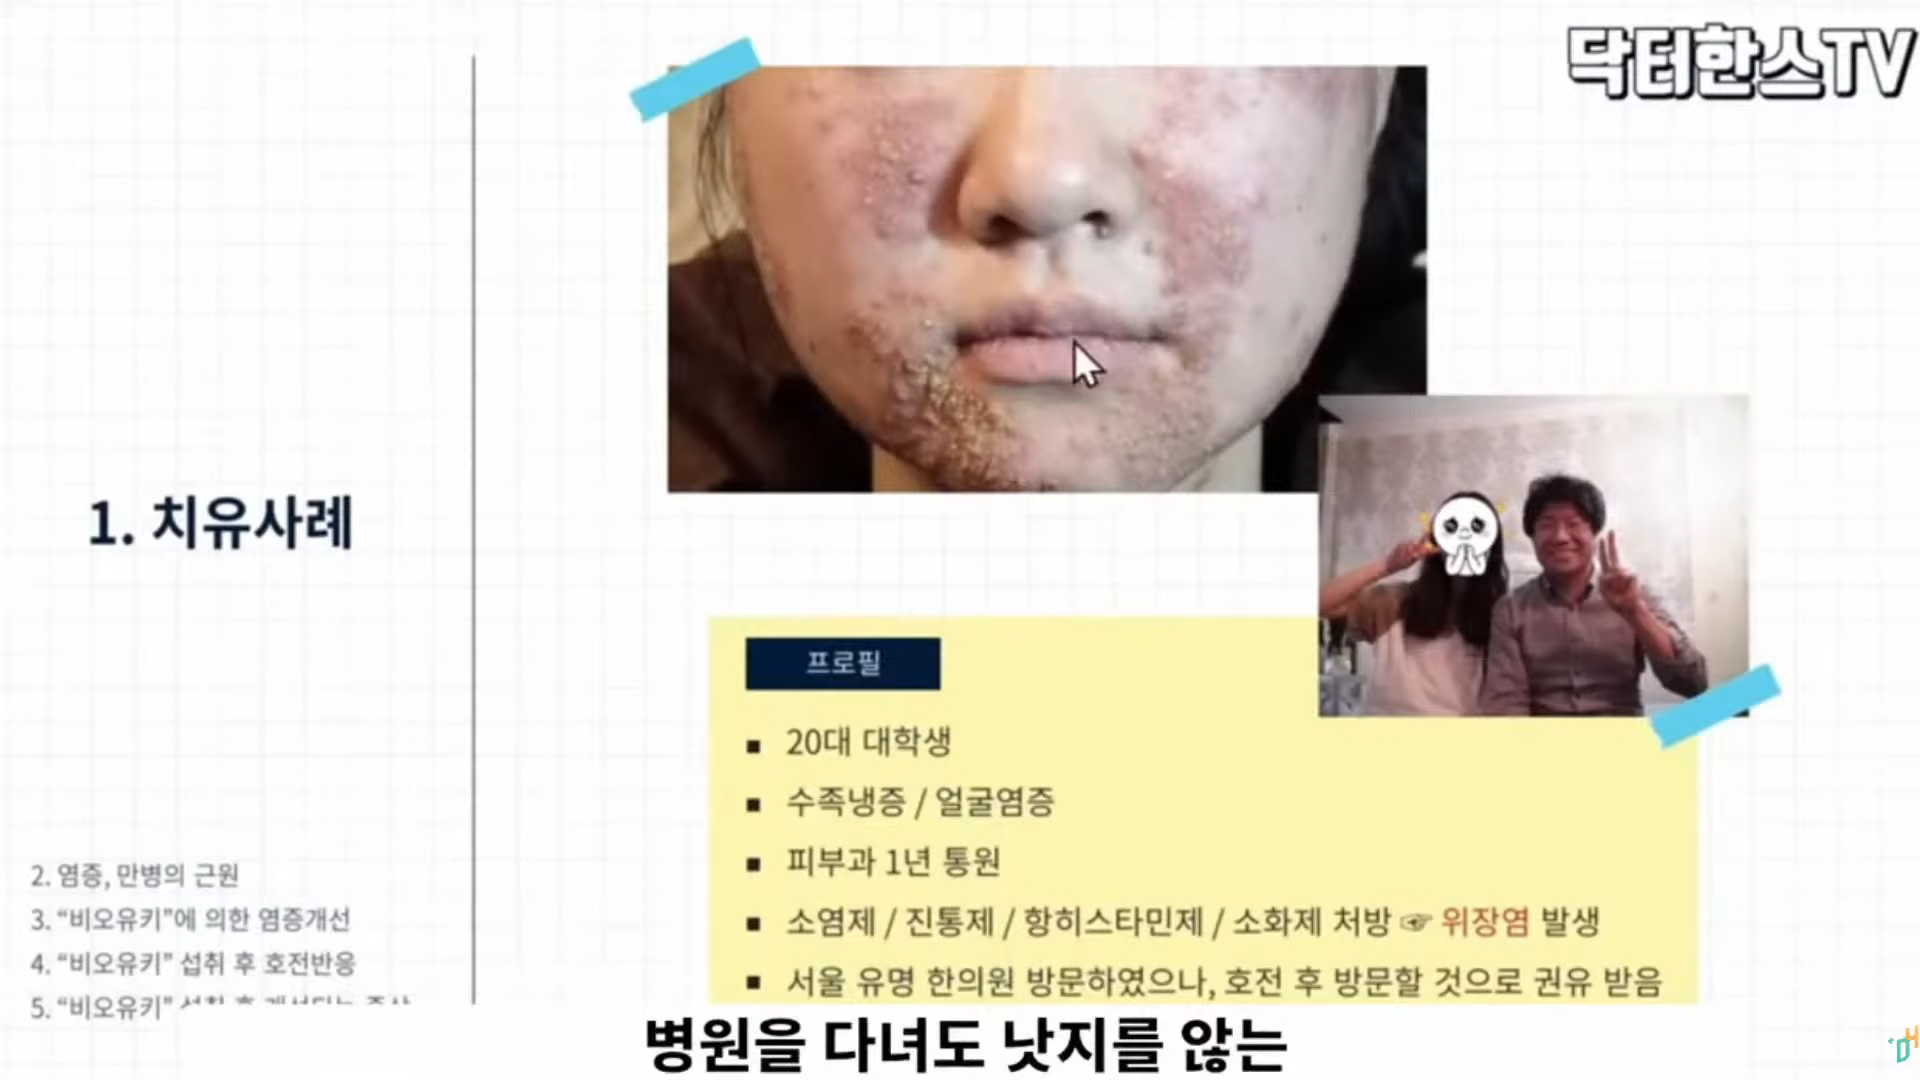 닥터한스TV
1. 치유사례
프로필
▪ 20대 대학생
▪ 수족냉증 / 얼굴염증
▪ 피부과 1년 통원
▪ 소염제 / 진통제 / 항히스타민제 / 소화제 처방 ☞ 위장염 발생
▪ 서울 유명 한의원 방문하였으나, 호전 후 방문할 것으로 권유 받음
2. 염증, 만병의 근원
3. “비오유키”에 의한 염증개선
4. “비오유키” 섭취 후 호전반응
5. “비오유키”
병원을 다녀도 낫지를 않는